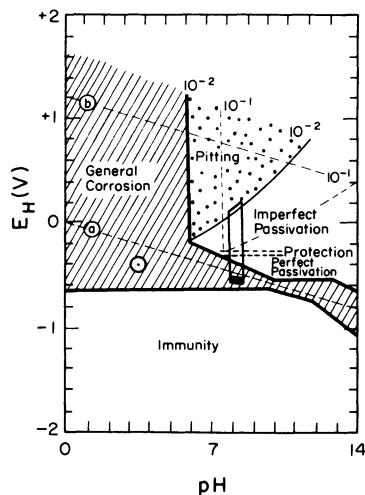 +2
10⁻²
10⁻¹
b
+1
10⁻²
Pitting
General
Corrosion
10⁻¹
E_H(V)
Imperfect
Passivation
0
a
Protection
Perfect
Passivation
-1
Immunity
-2
0
7
14
pH